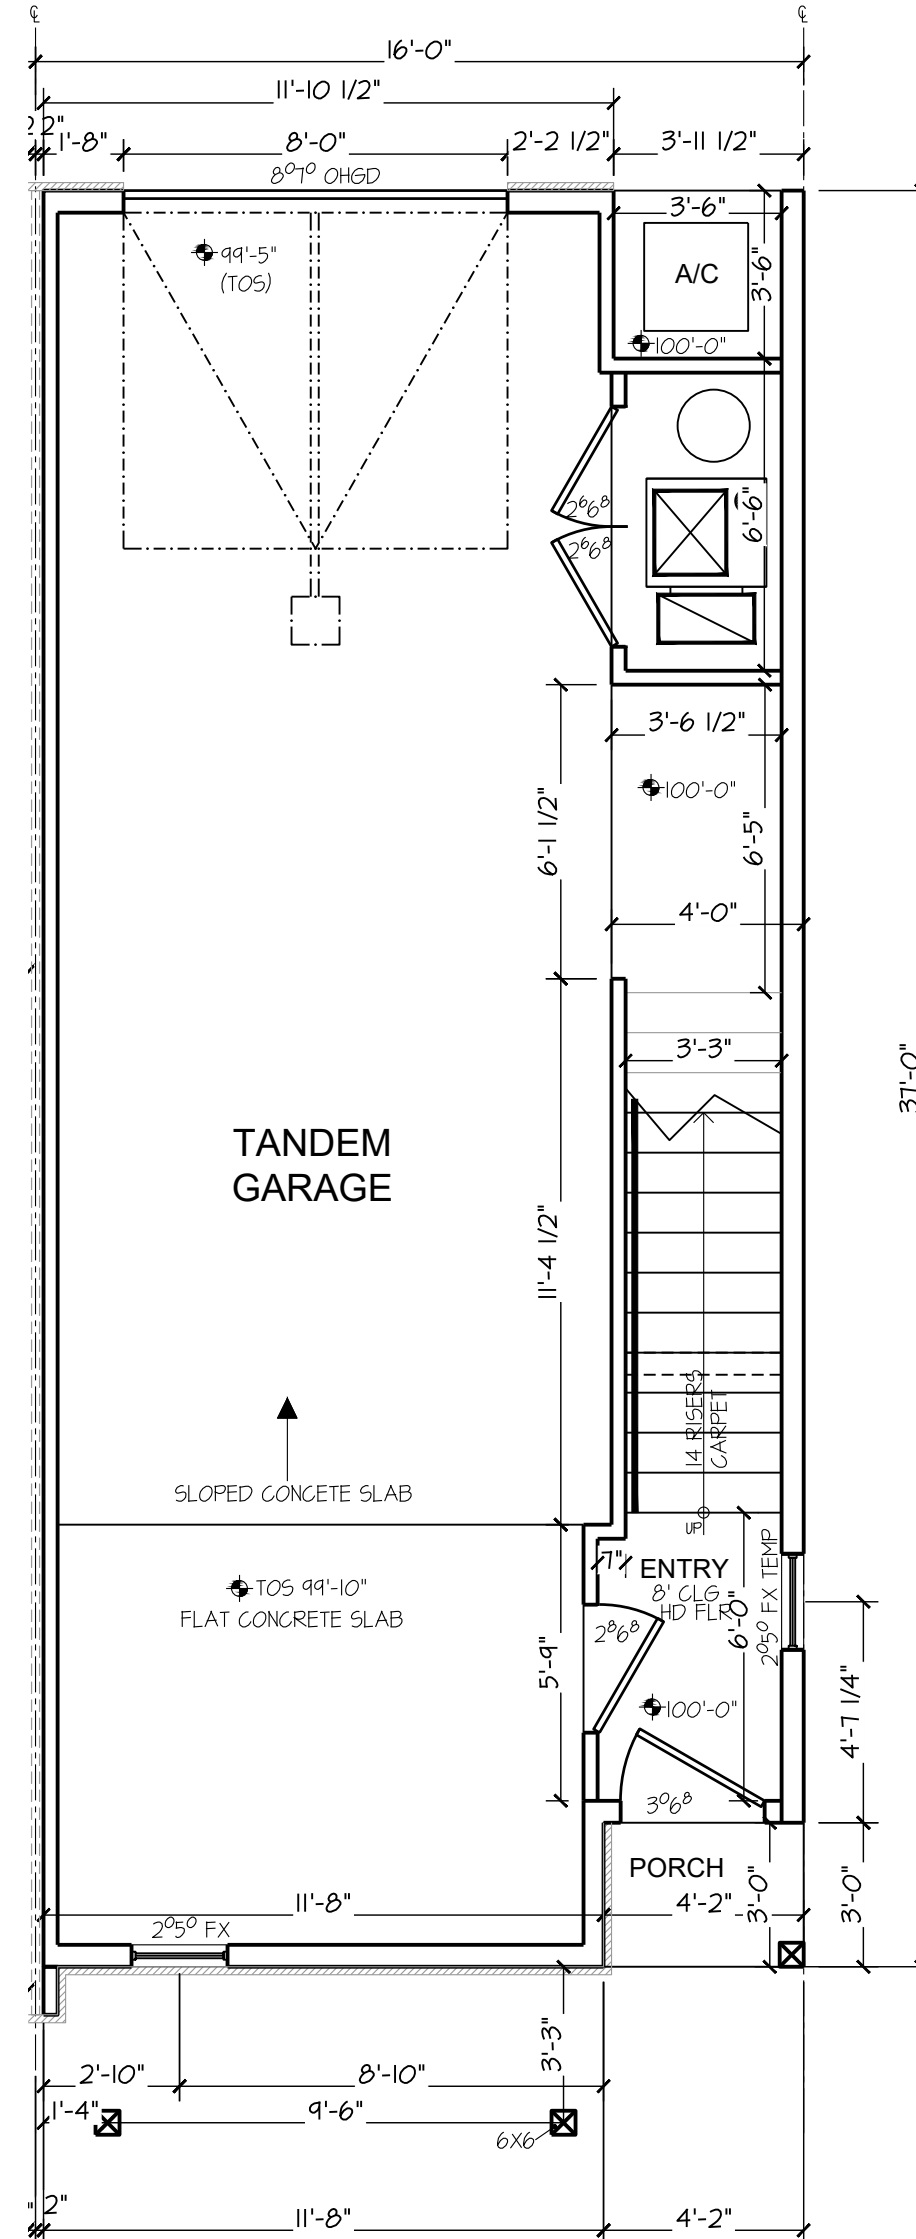 ℄ ℄
16'-0"
11'-10 1/2"
2"
1'-8" 8'-0" 2'-2 1/2" 3'-11 1/2"
8⁰7⁰ OHGD
3'-6"
99'-5"
(TOS)
A/C
3'-6"
100'-0"
2⁶6⁸
2⁶6⁸
6'-6"
3'-6 1/2"
100'-0"
6'-1 1/2"
6'-5"
4'-0"
3'-3"
37'-0"
TANDEM
GARAGE
11'-4 1/2"
14 RISERS
CARPET
SLOPED CONCETE SLAB
UP
7"
ENTRY
8' CLG
HD FLR
2⁰5⁰ FX TEMP
TOS 99'-10"
FLAT CONCRETE SLAB
2⁸6⁸
6'-0"
5'-9"
100'-0"
4'-7 1/4"
3⁰6⁸
PORCH
11'-8" 4'-2"
3'-0"
3'-0"
2⁰5⁰ FX
3'-3"
2'-10" 8'-10"
1'-4" 9'-6"
6X6
2"
11'-8" 4'-2"